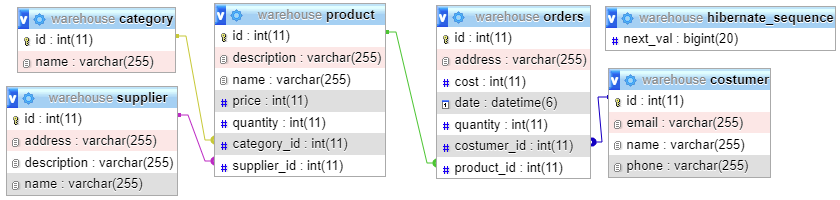 warehouse category
id : int(11)
name : varchar(255)
warehouse supplier
id : int(11)
address : varchar(255)
description : varchar(255)
name : varchar(255)
warehouse product
id : int(11)
description : varchar(255)
name : varchar(255)
price : int(11)
quantity : int(11)
category_id : int(11)
supplier_id : int(11)
warehouse orders
id : int(11)
address : varchar(255)
cost : int(11)
date : datetime(6)
quantity : int(11)
costumer_id : int(11)
product_id : int(11)
warehouse hibernate_sequence
next_val : bigint(20)
warehouse costumer
id : int(11)
email : varchar(255)
name : varchar(255)
phone : varchar(255)